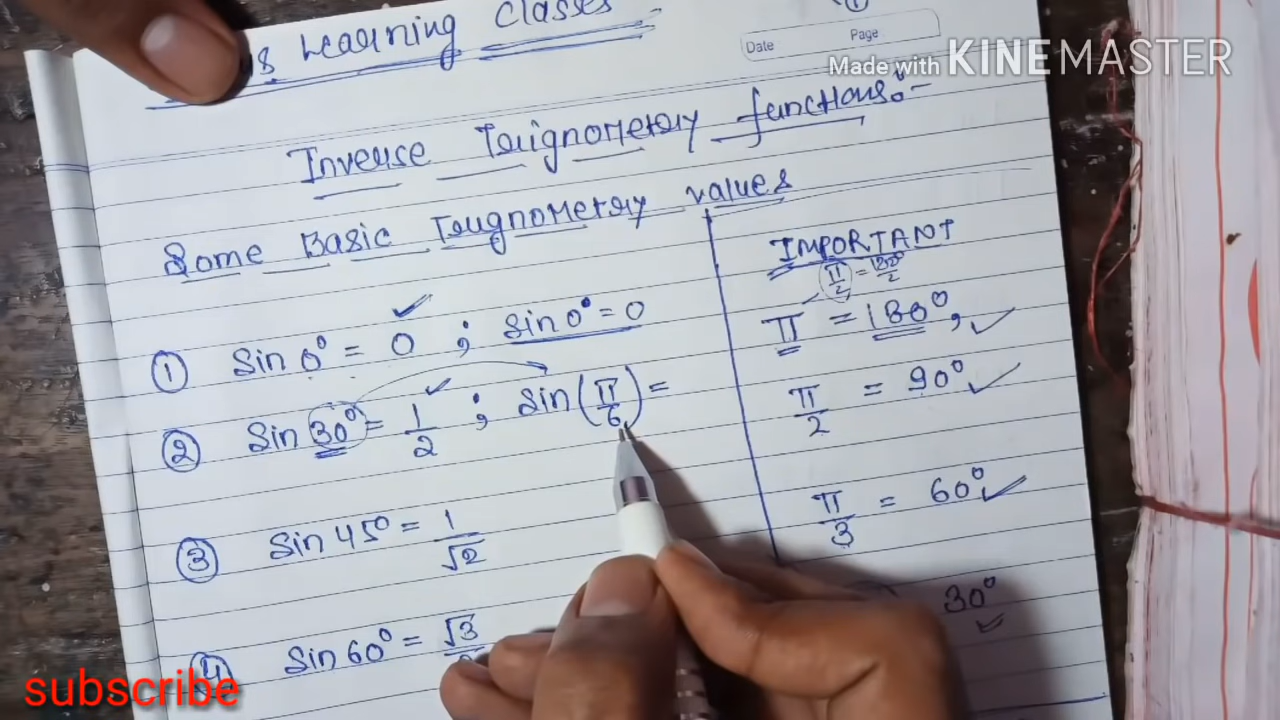 Learning Classes
Date
Page
Made with KINEMASTER
Inverse Trignometry functions:-
Some Basic Trignometry values
IMPORTANT
π/2 = 180°/2
① Sin 0° = 0 ; Sin 0° = 0
π = 180°,
② Sin 30° = 1/2 ; Sin (π/6) =
π/2 = 90°
③ Sin 45° = 1/√2
π/3 = 60°
④ Sin 60° = √3
30°
subscribe